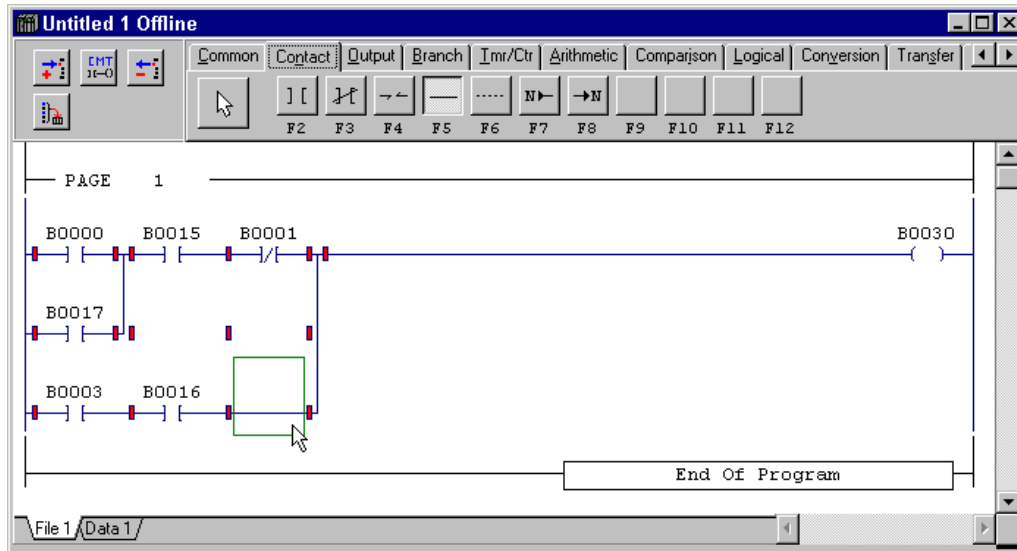 Untitled 1 Offline
CMT
Common Contact Output Branch Tmr/Ctr Arithmetic Comparison Logical Conversion Transfer
N N
F2 F3 F4 F5 F6 F7 F8 F9 F10 F11 F12
PAGE 1
B0000 B0015 B0001 B0030
B0017
B0003 B0016
End Of Program
File 1 Data 1